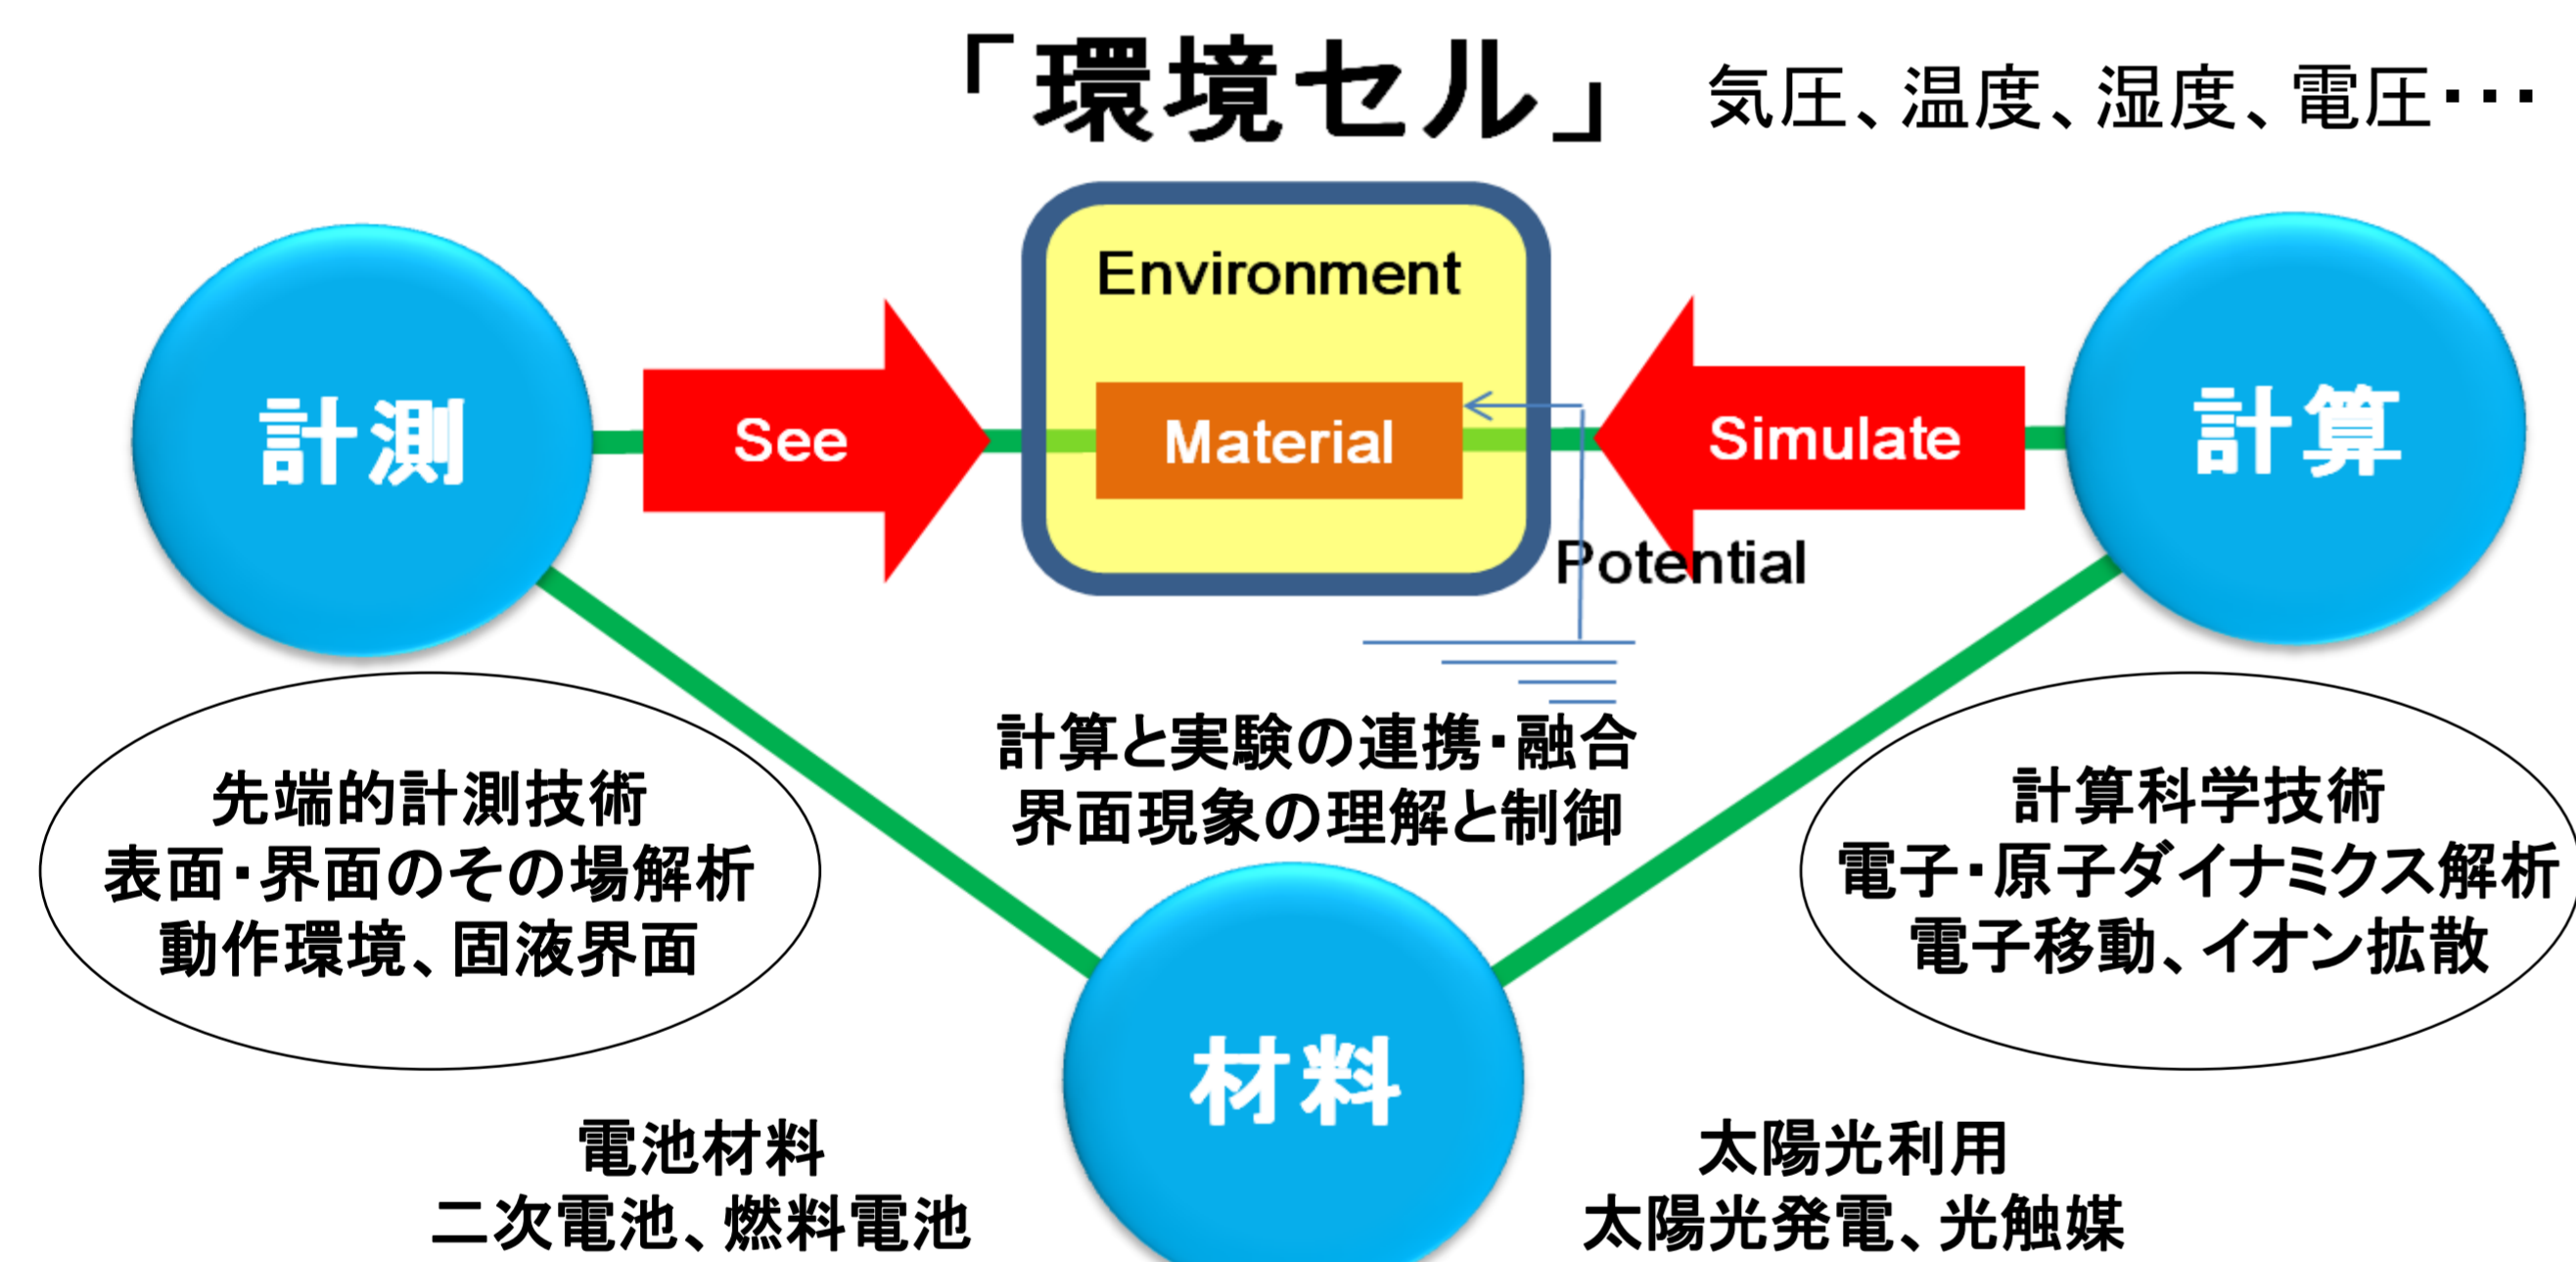 「環境セル」 気圧、温度、湿度、電圧・・・
Environment
計測
See
Material
Simulate
計算
Potential
計算と実験の連携・融合
界面現象の理解と制御
先端的計測技術
表面・界面のその場解析
動作環境、固液界面
計算科学技術
電子・原子ダイナミクス解析
電子移動、イオン拡散
材料
電池材料
二次電池、燃料電池
太陽光利用
太陽光発電、光触媒